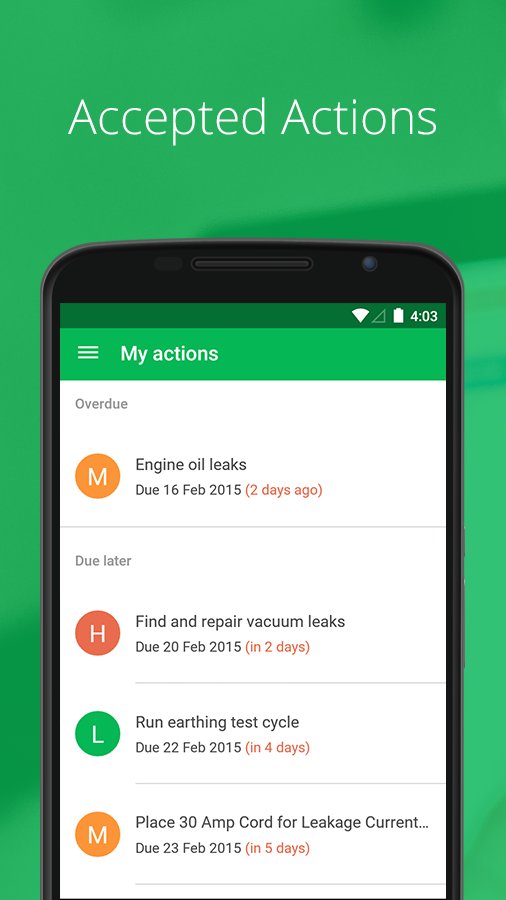 Accepted Actions
4:03
My actions
Overdue
M
Engine oil leaks
Due 16 Feb 2015 (2 days ago)
Due later
H
Find and repair vacuum leaks
Due 20 Feb 2015 (in 2 days)
L
Run earthing test cycle
Due 22 Feb 2015 (in 4 days)
M
Place 30 Amp Cord for Leakage Current...
Due 23 Feb 2015 (in 5 days)